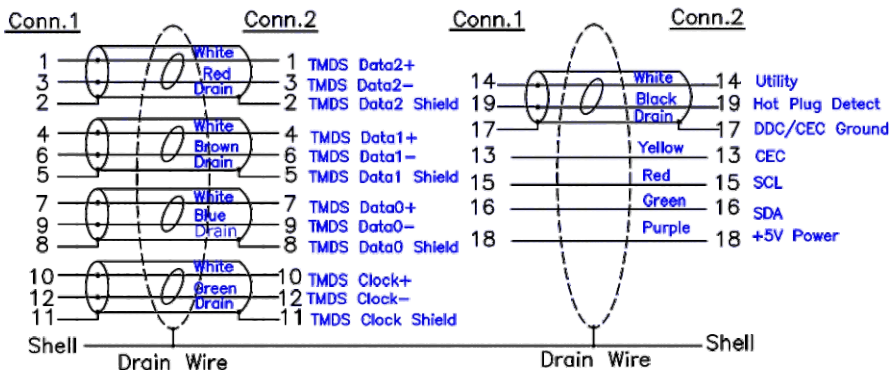 Conn.1 Conn.2
White
1 1 TMDS Data2+
Red
3 3 TMDS Data2-
Drain
2 2 TMDS Data2 Shield
White
4 4 TMDS Data1+
Brown
6 6 TMDS Data1-
Drain
5 5 TMDS Data1 Shield
White
7 7 TMDS Data0+
Blue
9 9 TMDS Data0-
Drain
8 8 TMDS Data0 Shield
White
10 10 TMDS Clock+
Green
12 12 TMDS Clock-
Drain
11 11 TMDS Clock Shield
Conn.1 Conn.2
White
14 14 Utility
Black
19 19 Hot Plug Detect
Drain
17 17 DDC/CEC Ground
Yellow
13 13 CEC
Red
15 15 SCL
Green
16 16 SDA
Purple
18 18 +5V Power
Shell Shell
Drain Wire Drain Wire